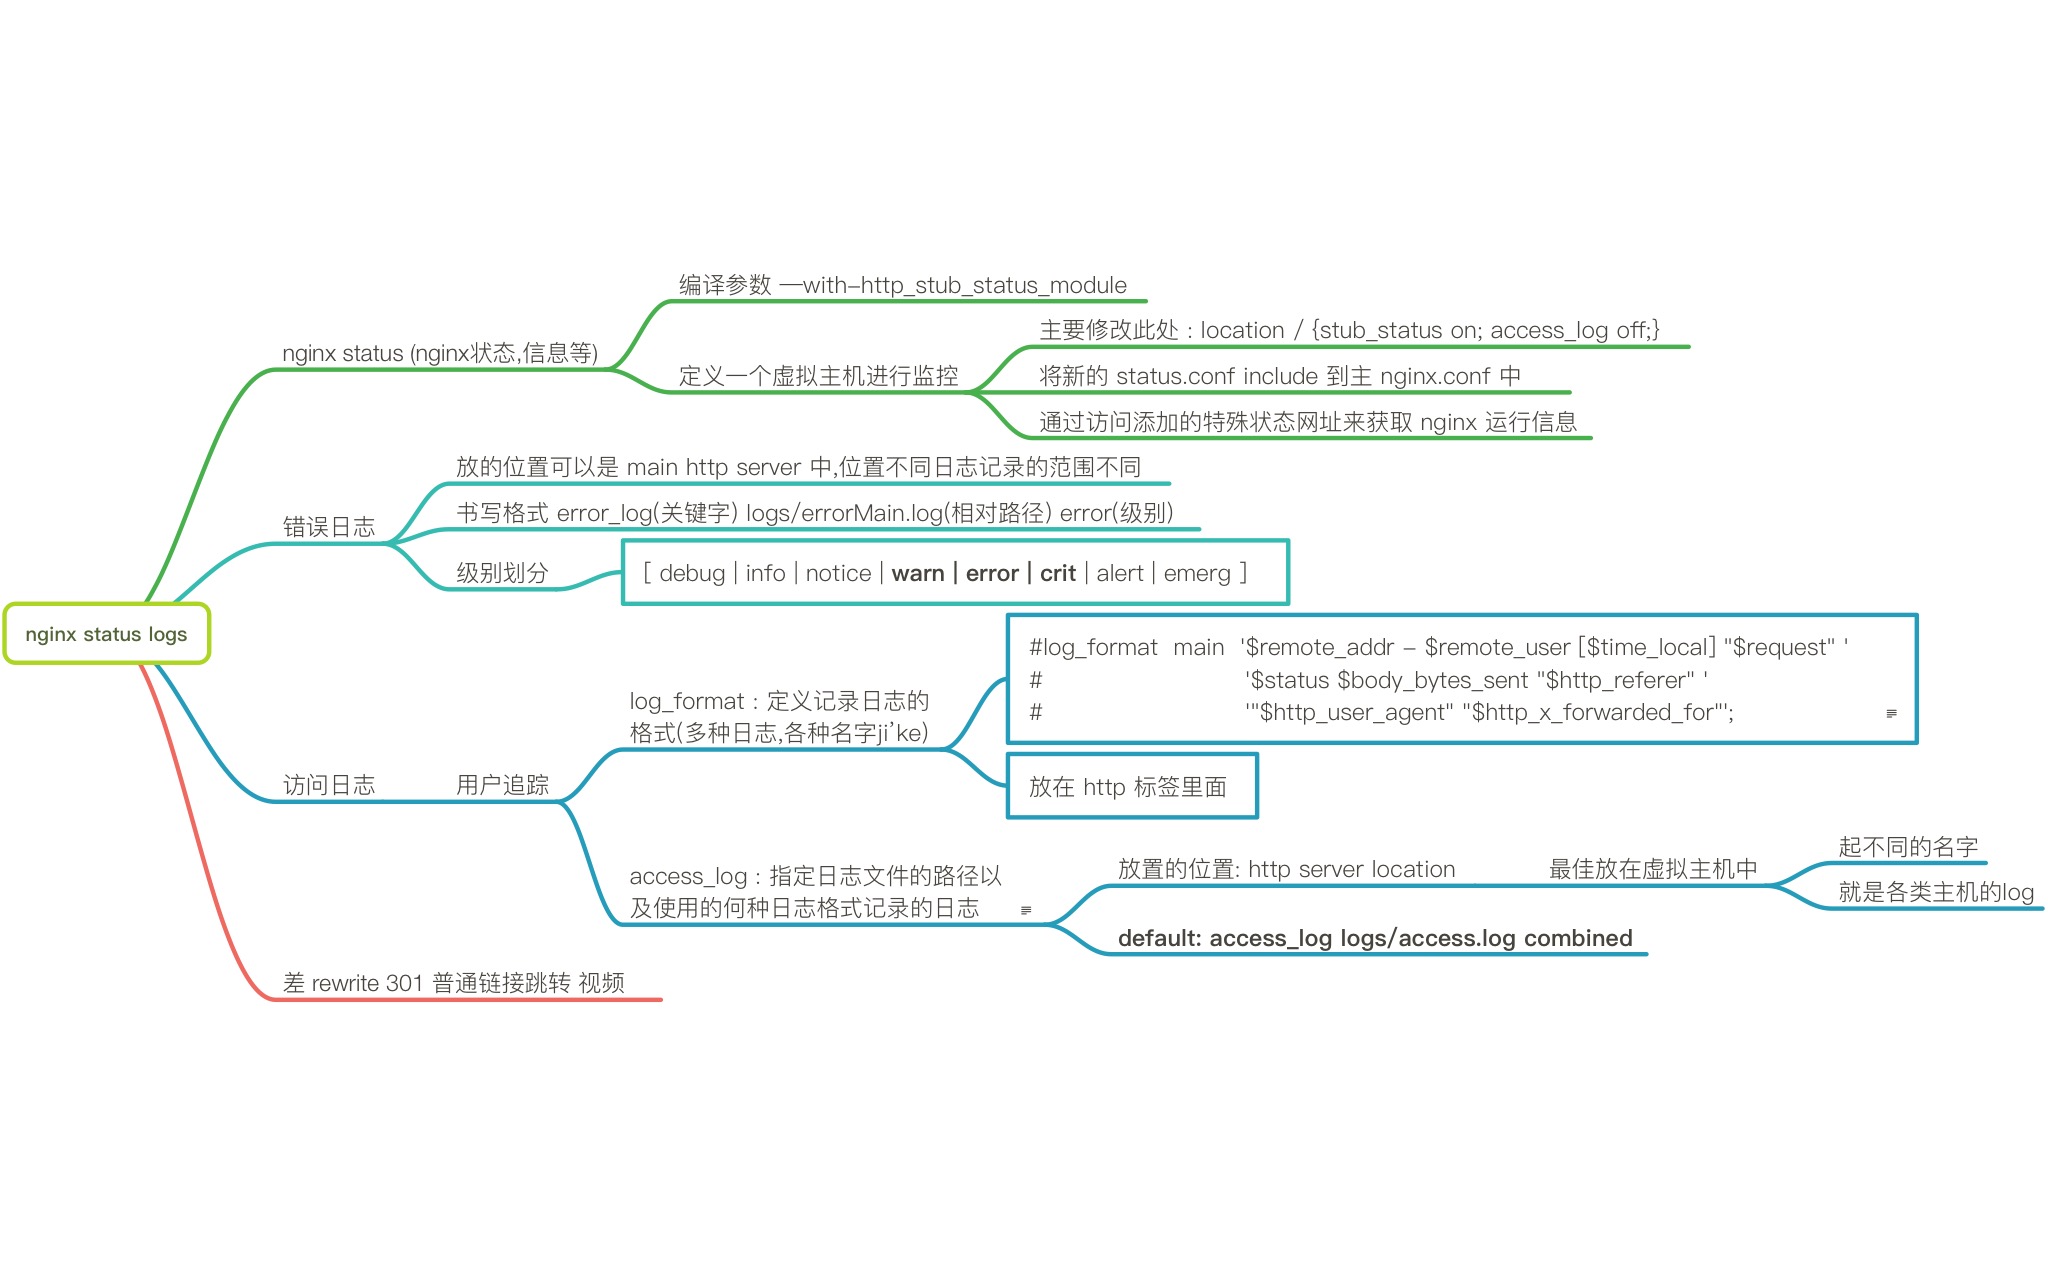 nginx status logs
nginx status (nginx状态,信息等)
编译参数 —with-http_stub_status_module
定义一个虚拟主机进行监控
主要修改此处 : location / {stub_status on; access_log off;}
将新的 status.conf include 到主 nginx.conf 中
通过访问添加的特殊状态网址来获取 nginx 运行信息
错误日志
放的位置可以是 main http server 中,位置不同日志记录的范围不同
书写格式 error_log(关键字) logs/errorMain.log(相对路径) error(级别)
级别划分
[ debug | info | notice | warn | error | crit | alert | emerg ]
访问日志
用户追踪
log_format : 定义记录日志的
格式(多种日志,各种名字ji’ke)
#log_format  main  '$remote_addr - $remote_user [$time_local] "$request" '
#                  '$status $body_bytes_sent "$http_referer" '
#                  '"$http_user_agent" "$http_x_forwarded_for"';
放在 http 标签里面
access_log : 指定日志文件的路径以
及使用的何种日志格式记录的日志
放置的位置: http server location
最佳放在虚拟主机中
起不同的名字
就是各类主机的log
default: access_log logs/access.log combined
差 rewrite 301 普通链接跳转 视频